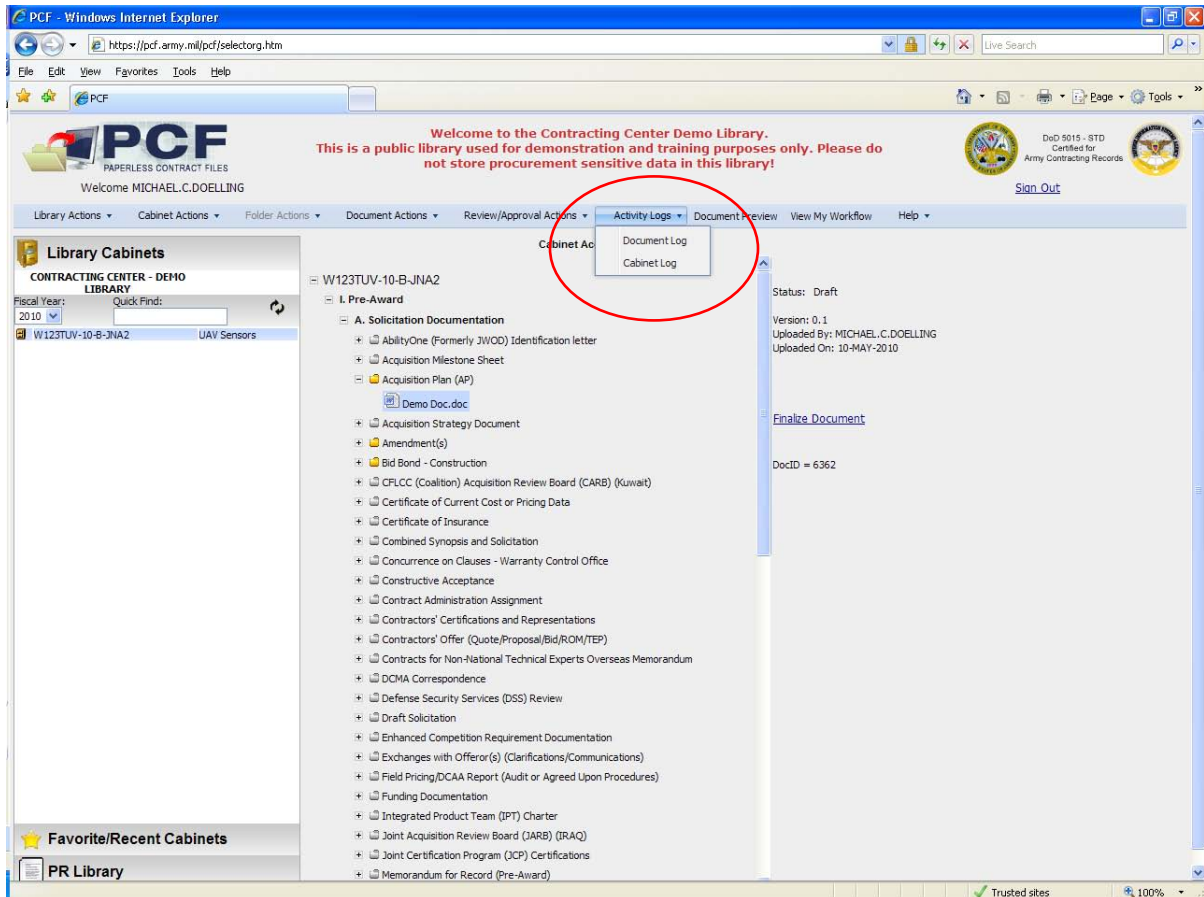 PCF - Windows Internet Explorer
https://pcf.army.mil/pcf/selectorg.htm
Live Search
File Edit View Favorites Tools Help
PCF
Page Tools
PCF
PAPERLESS CONTRACT FILES
Welcome MICHAEL.C.DOELLING
Welcome to the Contracting Center Demo Library.
This is a public library used for demonstration and training purposes only. Please do
not store procurement sensitive data in this library!
DoD 5015 - STD
Certified for
Army Contracting Records
Sign Out
Library Actions Cabinet Actions Folder Actions Document Actions Review/Approval Actions Activity Logs Document Preview View My Workflow Help
Document Log
Cabinet Log
Library Cabinets
CONTRACTING CENTER - DEMO
LIBRARY
Fiscal Year: Quick Find:
2010
W123TUV-10-B-JNA2 UAV Sensors
Cabinet Ac
W123TUV-10-B-JNA2
I. Pre-Award
A. Solicitation Documentation
AbilityOne (Formerly JWOD) Identification letter
Acquisition Milestone Sheet
Acquisition Plan (AP)
Demo Doc.doc
Acquisition Strategy Document
Amendment(s)
Bid Bond - Construction
CFLCC (Coalition) Acquisition Review Board (CARB) (Kuwait)
Certificate of Current Cost or Pricing Data
Certificate of Insurance
Combined Synopsis and Solicitation
Concurrence on Clauses - Warranty Control Office
Constructive Acceptance
Contract Administration Assignment
Contractors' Certifications and Representations
Contractors' Offer (Quote/Proposal/Bid/ROM/TEP)
Contracts for Non-National Technical Experts Overseas Memorandum
DCMA Correspondence
Defense Security Services (DSS) Review
Draft Solicitation
Enhanced Competition Requirement Documentation
Exchanges with Offeror(s) (Clarifications/Communications)
Field Pricing/DCAA Report (Audit or Agreed Upon Procedures)
Funding Documentation
Integrated Product Team (IPT) Charter
Joint Acquisition Review Board (JARB) (IRAQ)
Joint Certification Program (JCP) Certifications
Memorandum for Record (Pre-Award)
Status: Draft
Version: 0.1
Uploaded By: MICHAEL.C.DOELLING
Uploaded On: 10-MAY-2010
Finalize Document
DocID = 6362
Favorite/Recent Cabinets
PR Library
Trusted sites
100%